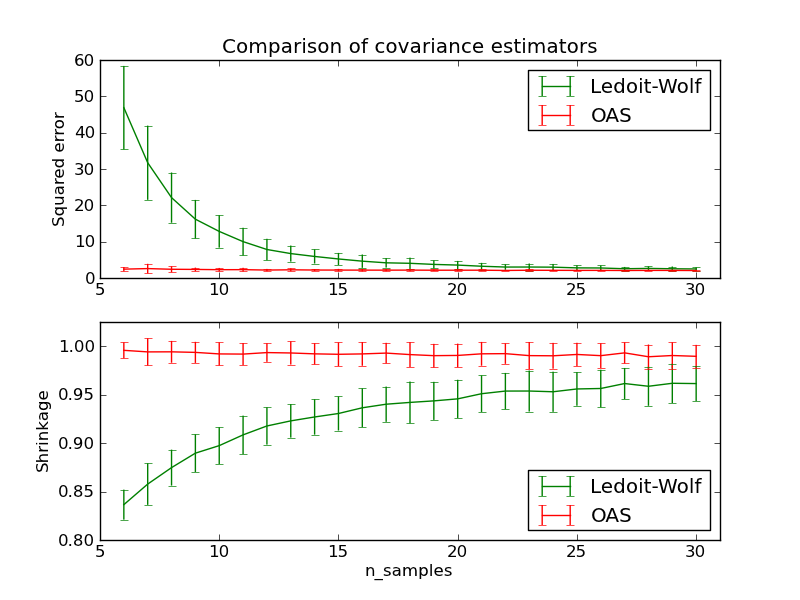 Comparison of covariance estimators
60
50
40
30
20
10
0
Squared error
Ledoit-Wolf
OAS
5 10 15 20 25 30
1.00
0.95
0.90
0.85
0.80
Shrinkage
Ledoit-Wolf
OAS
5 10 15 20 25 30
n_samples